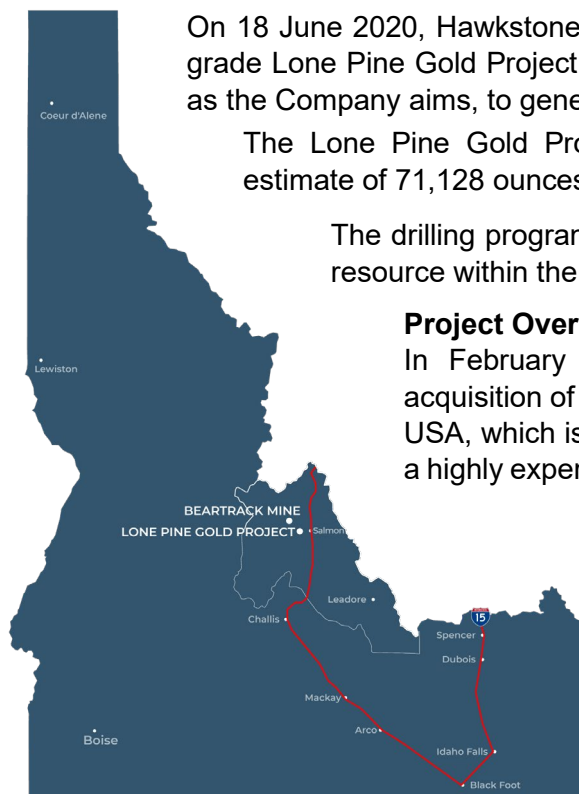 On 18 June 2020, Hawkstone
grade Lone Pine Gold Project
as the Company aims, to gene
The Lone Pine Gold Pro
estimate of 71,128 ounces
The drilling program
resource within the
Project Over
In February
acquisition of
USA, which is
a highly exper
Coeur d'Alene
Lewiston
BEARTRACK MINE
LONE PINE GOLD PROJECT
Salmon
Leadore
Challis
15
Spencer
Dubois
Mackay
Arco
Boise
Idaho Falls
Black Foot